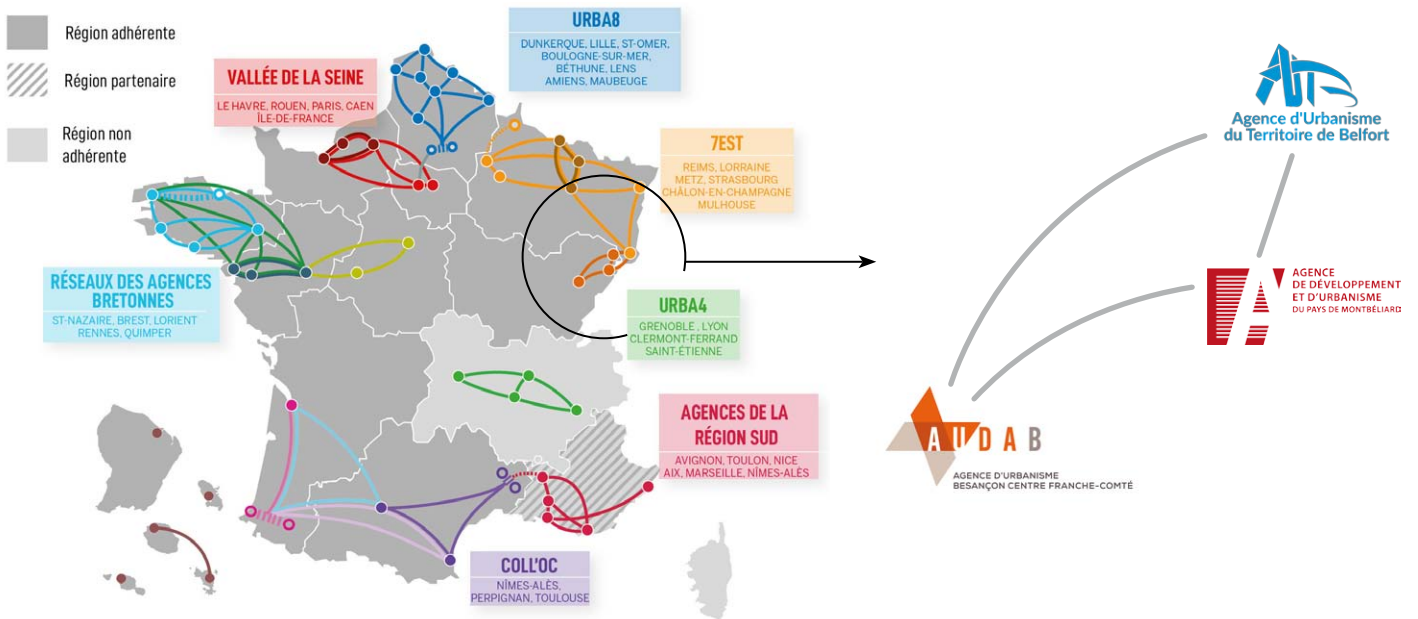 Région adhérente
Région partenaire
Région non
adhérente
VALLÉE DE LA SEINE
LE HAVRE, ROUEN, PARIS, CAEN
ÎLE-DE-FRANCE
URBA8
DUNKERQUE, LILLE, ST-OMER,
BOULOGNE-SUR-MER,
BÉTHUNE, LENS
AMIENS, MAUBEUGE
7EST
REIMS, LORRAINE
METZ, STRASBOURG
CHÂLON-EN-CHAMPAGNE
MULHOUSE
RÉSEAUX DES AGENCES
BRETONNES
ST-NAZAIRE, BREST, LORIENT
RENNES, QUIMPER
URBA4
GRENOBLE , LYON
CLERMONT-FERRAND
SAINT-ÉTIENNE
AGENCES DE LA
RÉGION SUD
AVIGNON, TOULON, NICE
AIX, MARSEILLE, NÎMES-ALÈS
COLL'OC
NÎMES-ALÈS,
PERPIGNAN, TOULOUSE
Agence d'Urbanisme
du Territoire de Belfort
AGENCE
DE DÉVELOPPEMENT
ET D'URBANISME
DU PAYS DE MONTBÉLIARD
AUDAB
AGENCE D'URBANISME
BESANÇON CENTRE FRANCHE-COMTÉ